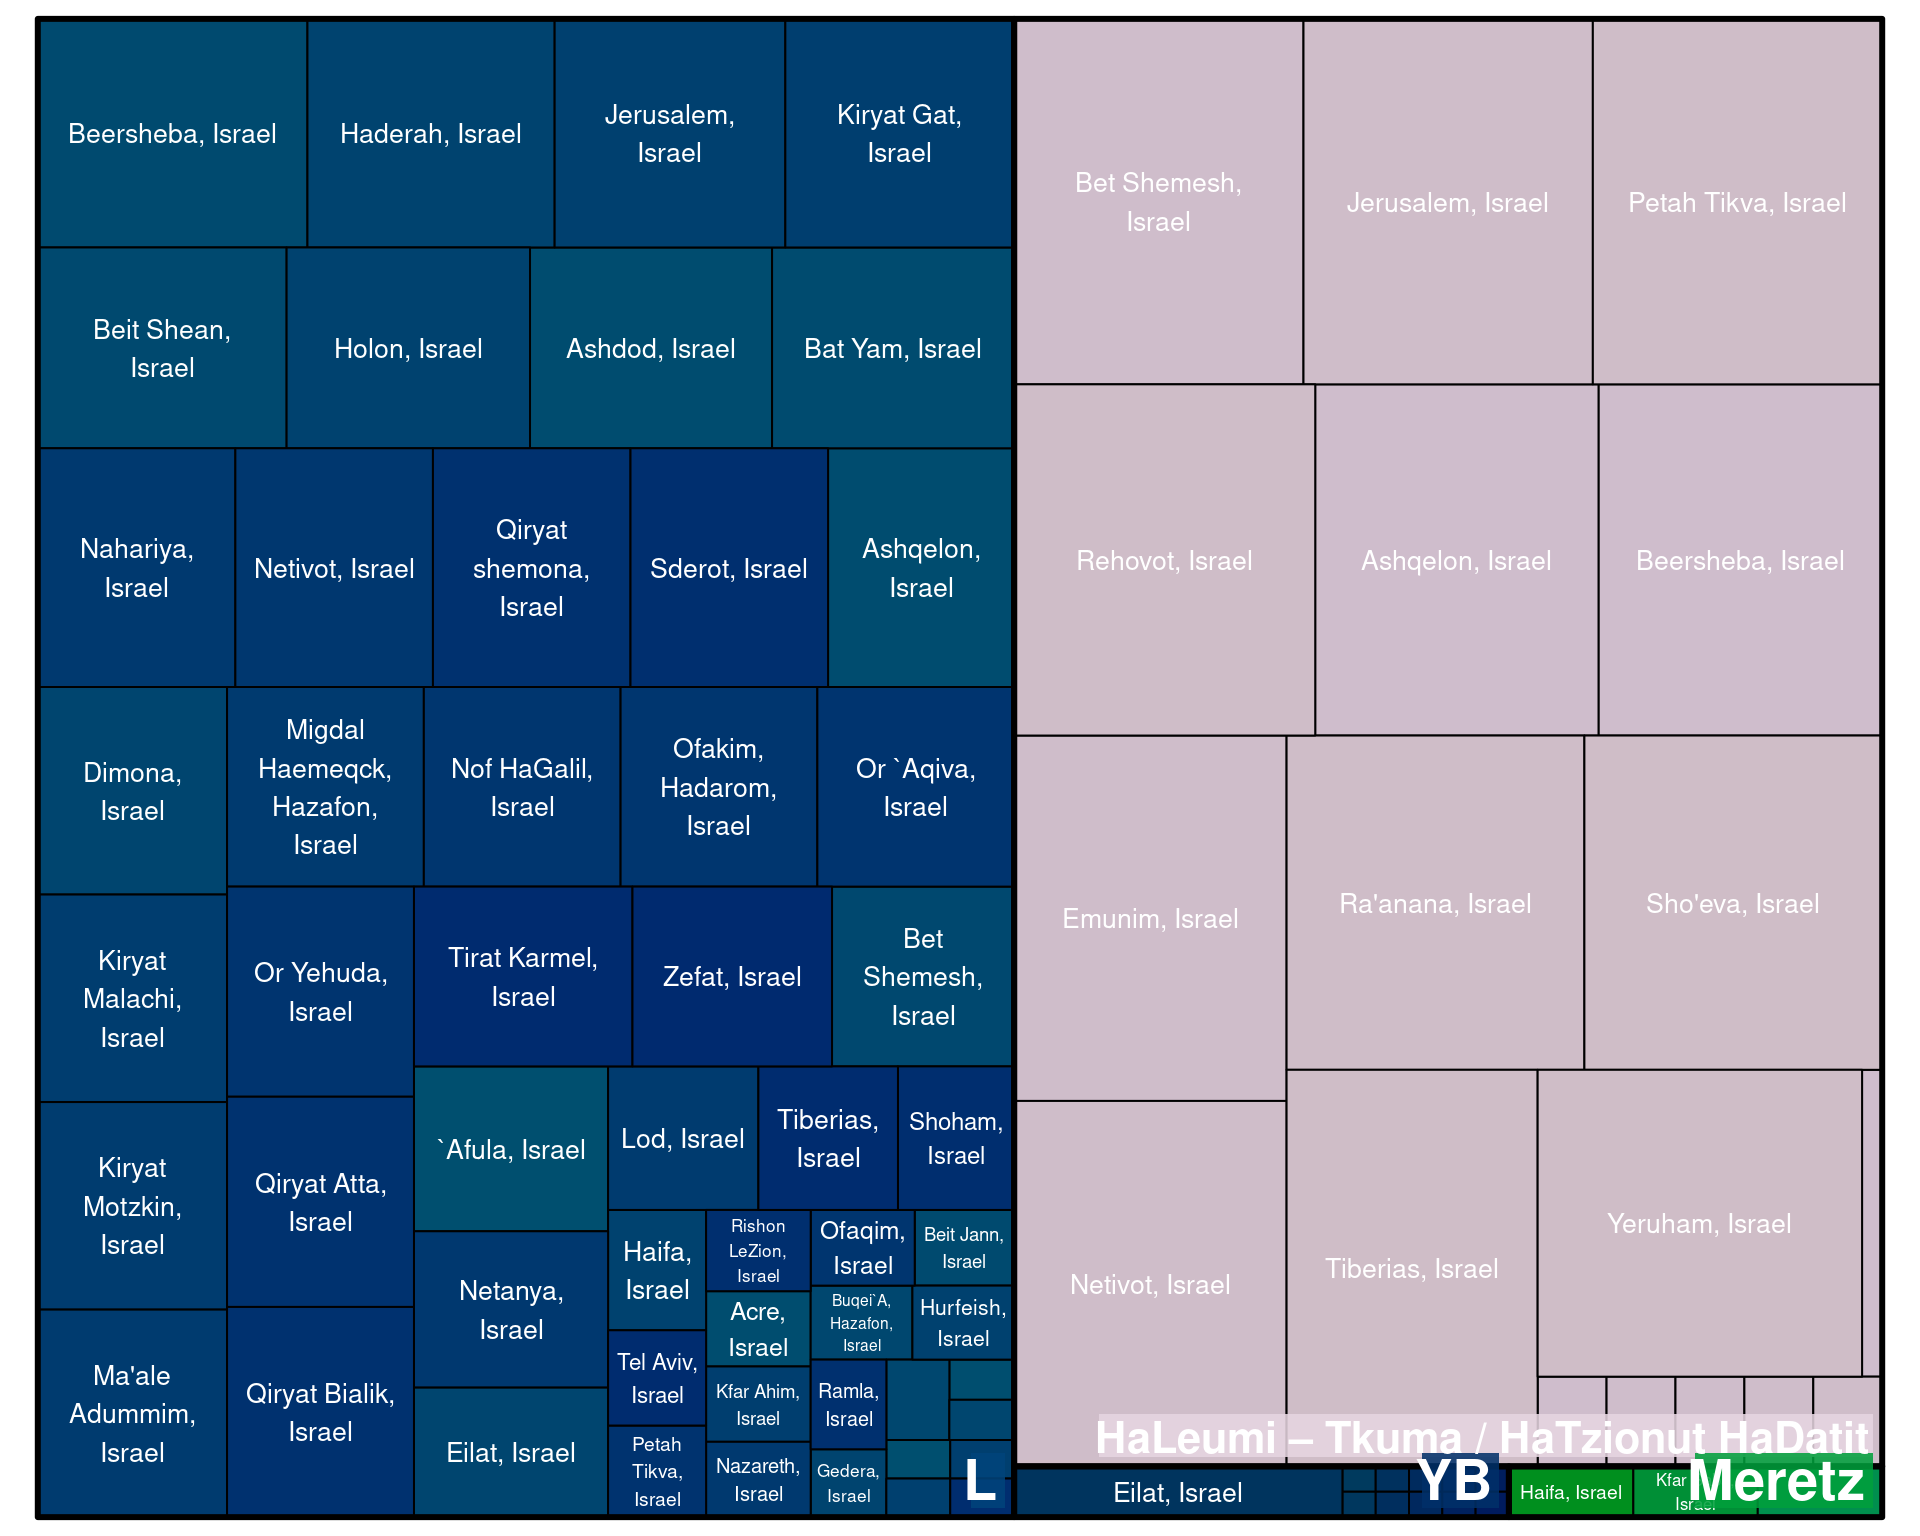 Beersheba, Israel
Haderah, Israel
Jerusalem,
Israel
Kiryat Gat,
Israel
Beit Shean,
Israel
Holon, Israel
Ashdod, Israel
Bat Yam, Israel
Nahariya,
Israel
Netivot, Israel
Qiryat
shemona,
Israel
Sderot, Israel
Ashqelon,
Israel
Dimona,
Israel
Migdal
Haemeqck,
Hazafon,
Israel
Nof HaGalil,
Israel
Ofakim,
Hadarom,
Israel
Or `Aqiva,
Israel
Kiryat
Malachi,
Israel
Or Yehuda,
Israel
Tirat Karmel,
Israel
Zefat, Israel
Bet
Shemesh,
Israel
Kiryat
Motzkin,
Israel
Qiryat Atta,
Israel
`Afula, Israel
Lod, Israel
Tiberias,
Israel
Shoham,
Israel
Netanya,
Israel
Haifa,
Israel
Rishon
LeZion,
Israel
Ofaqim,
Israel
Beit Jann,
Israel
Acre,
Israel
Buqei`A,
Hazafon,
Israel
Hurfeish,
Israel
Ma'ale
Adummim,
Israel
Qiryat Bialik,
Israel
Eilat, Israel
Tel Aviv,
Israel
Kfar Ahim,
Israel
Ramla,
Israel
Petah
Tikva,
Israel
Nazareth,
Israel
Gedera,
Israel
L
Bet Shemesh,
Israel
Jerusalem, Israel
Petah Tikva, Israel
Rehovot, Israel
Ashqelon, Israel
Beersheba, Israel
Emunim, Israel
Ra'anana, Israel
Sho'eva, Israel
Netivot, Israel
Tiberias, Israel
Yeruham, Israel
HaLeumi – Tkuma / HaTzionut HaDatit
Eilat, Israel
YB
Haifa, Israel
Kfar
Israel
Meretz